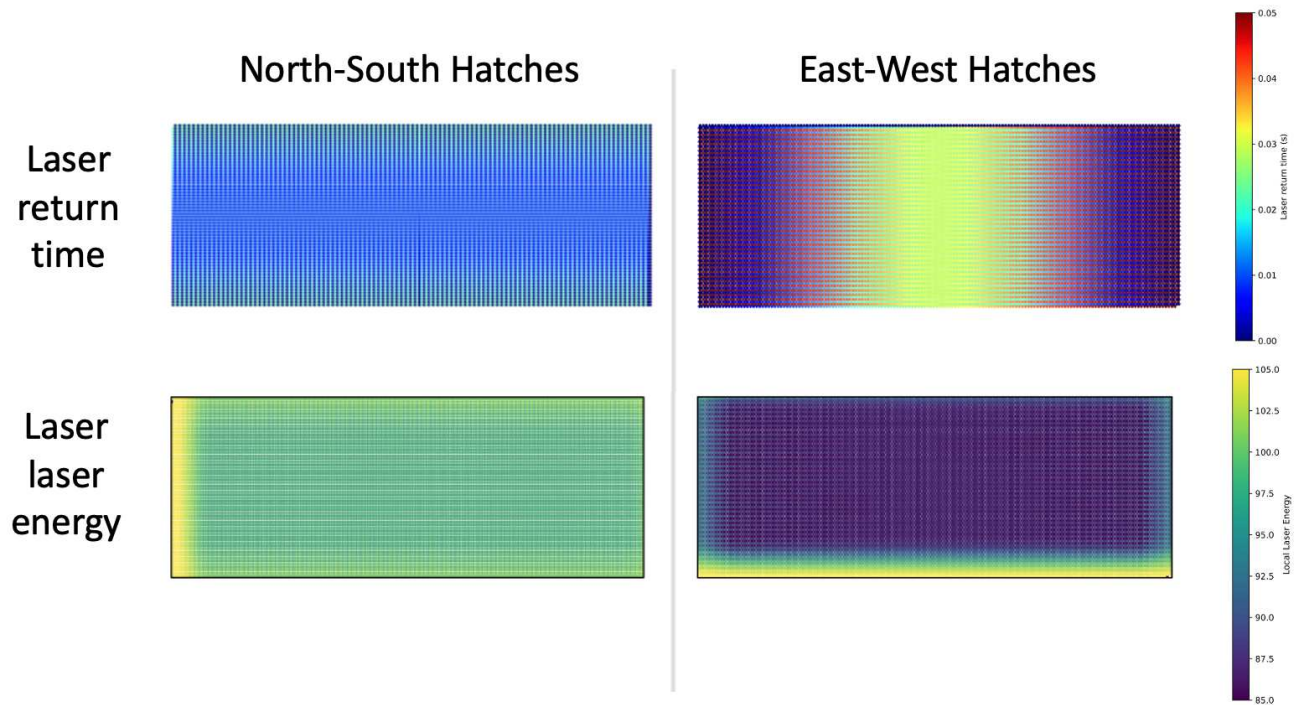 North-South Hatches
East-West Hatches
Laser
return
time
0.05
0.04
0.03
0.02
0.01
0.00
Laser return time (s)
Laser
laser
energy
105.0
102.5
100.0
97.5
95.0
92.5
90.0
87.5
85.0
Local Laser Energy